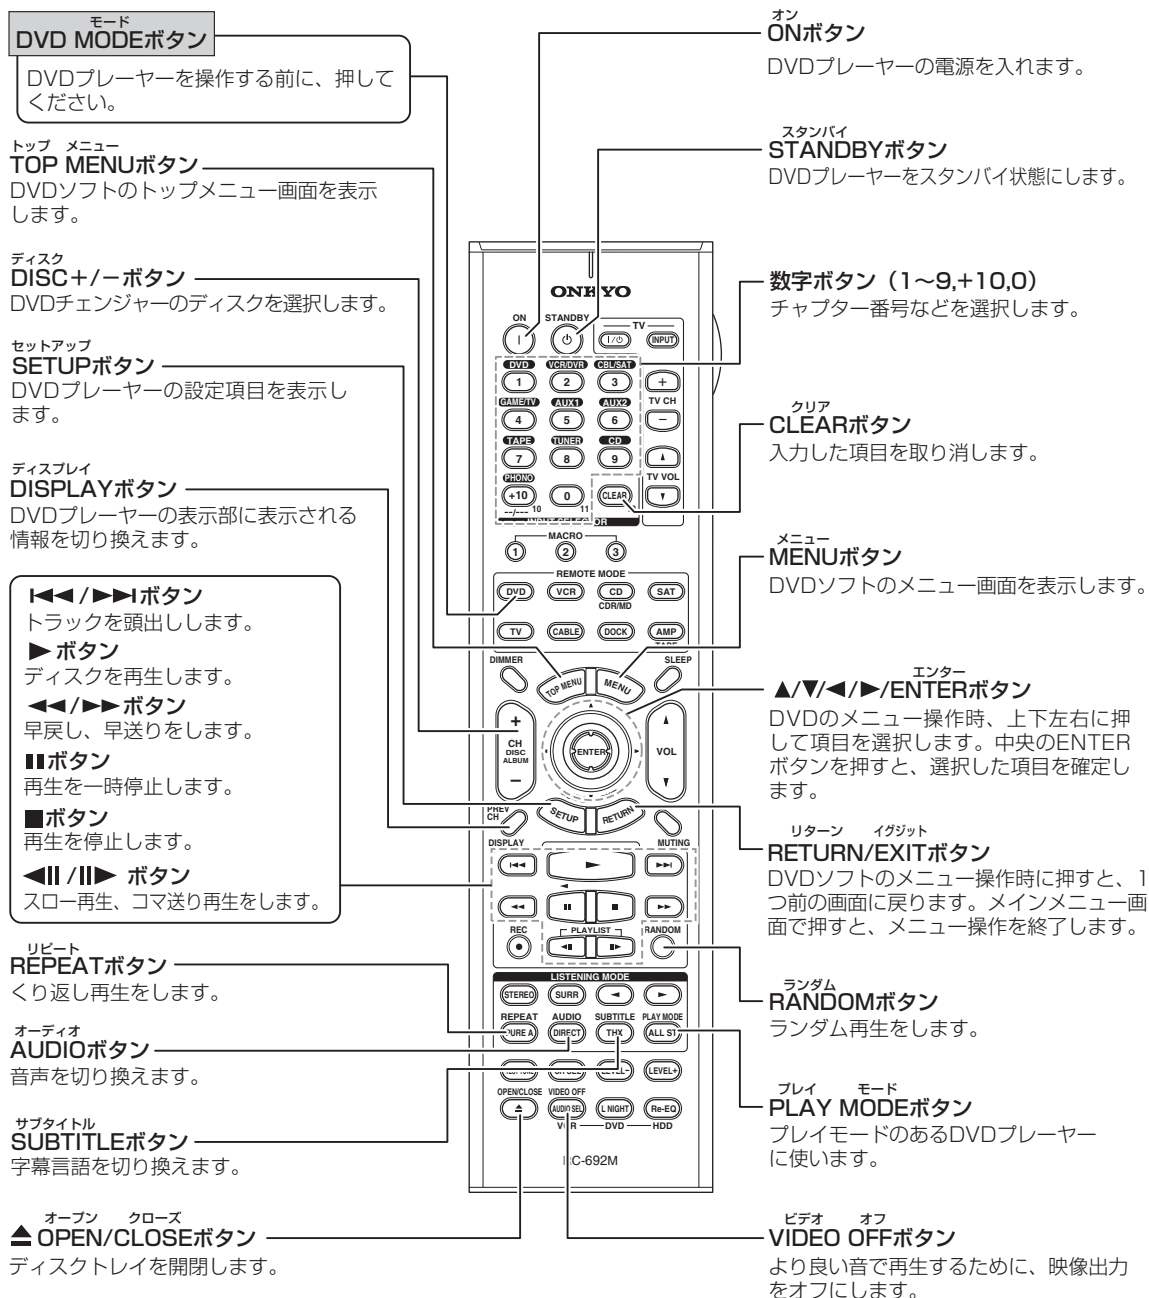 モード
DVD MODEボタン
DVDプレーヤーを操作する前に、押して
ください。
トップ メニュー
TOP MENUボタン
DVDソフトのトップメニュー画面を表示
します。
ディスク
DISC+/−ボタン
DVDチェンジャーのディスクを選択します。
セットアップ
SETUPボタン
DVDプレーヤーの設定項目を表示し
ます。
ディスプレイ
DISPLAYボタン
DVDプレーヤーの表示部に表示される
情報を切り換えます。
⏮/⏭ボタン
トラックを頭出しします。
▶ボタン
ディスクを再生します。
◀◀/▶▶ボタン
早戻し、早送りをします。
❚❚ボタン
再生を一時停止します。
■ボタン
再生を停止します。
◀❙❙/❙❙▶ ボタン
スロー再生、コマ送り再生をします。
リピート
REPEATボタン
くり返し再生をします。
オーディオ
AUDIOボタン
音声を切り換えます。
サブタイトル
SUBTITLEボタン
字幕言語を切り換えます。
オープン クローズ
⏏ OPEN/CLOSEボタン
ディスクトレイを開閉します。
ONKYO
ON STANDBY TV
I I/⏻ INPUT
DVD VCR/DVR CBL/SAT
1 2 3 +
GAME/TV AUX1 AUX2 TV CH
4 5 6 −
TAPE TUNER CD
7 8 9 ▲
PHONO TV VOL
+10 0 CLEAR ▼
--/--- 10 11
MACRO
1 2 3
REMOTE MODE
DVD VCR CD SAT
CDR/MD
TV CABLE DOCK AMP
DIMMER SLEEP
TOP MENU MENU
+ CH DISC ALBUM −
ENTER
VOL
PREV CH
SETUP RETURN
DISPLAY MUTING
REC PLAYLIST RANDOM
LISTENING MODE
STEREO SURR ◀ ▶
REPEAT AUDIO SUBTITLE PLAY MODE
PURE A DIRECT THX ALL ST
LEVEL− LEVEL+
OPEN/CLOSE VIDEO OFF
⏏ AUDIO SEL L NIGHT Re-EQ
VCR DVD HDD
RC-692M
オン
ONボタン
DVDプレーヤーの電源を入れます。
スタンバイ
STANDBYボタン
DVDプレーヤーをスタンバイ状態にします。
数字ボタン（1〜9,+10,0）
チャプター番号などを選択します。
クリア
CLEARボタン
入力した項目を取り消します。
メニュー
MENUボタン
DVDソフトのメニュー画面を表示します。
エンター
▲/▼/◀/▶/ENTERボタン
DVDのメニュー操作時、上下左右に押
して項目を選択します。中央のENTER
ボタンを押すと、選択した項目を確定し
ます。
リターン イグジット
RETURN/EXITボタン
DVDソフトのメニュー操作時に押すと、1
つ前の画面に戻ります。メインメニュー画
面で押すと、メニュー操作を終了します。
ランダム
RANDOMボタン
ランダム再生をします。
プレイ モード
PLAY MODEボタン
プレイモードのあるDVDプレーヤー
に使います。
ビデオ オフ
VIDEO OFFボタン
より良い音で再生するために、映像出力
をオフにします。